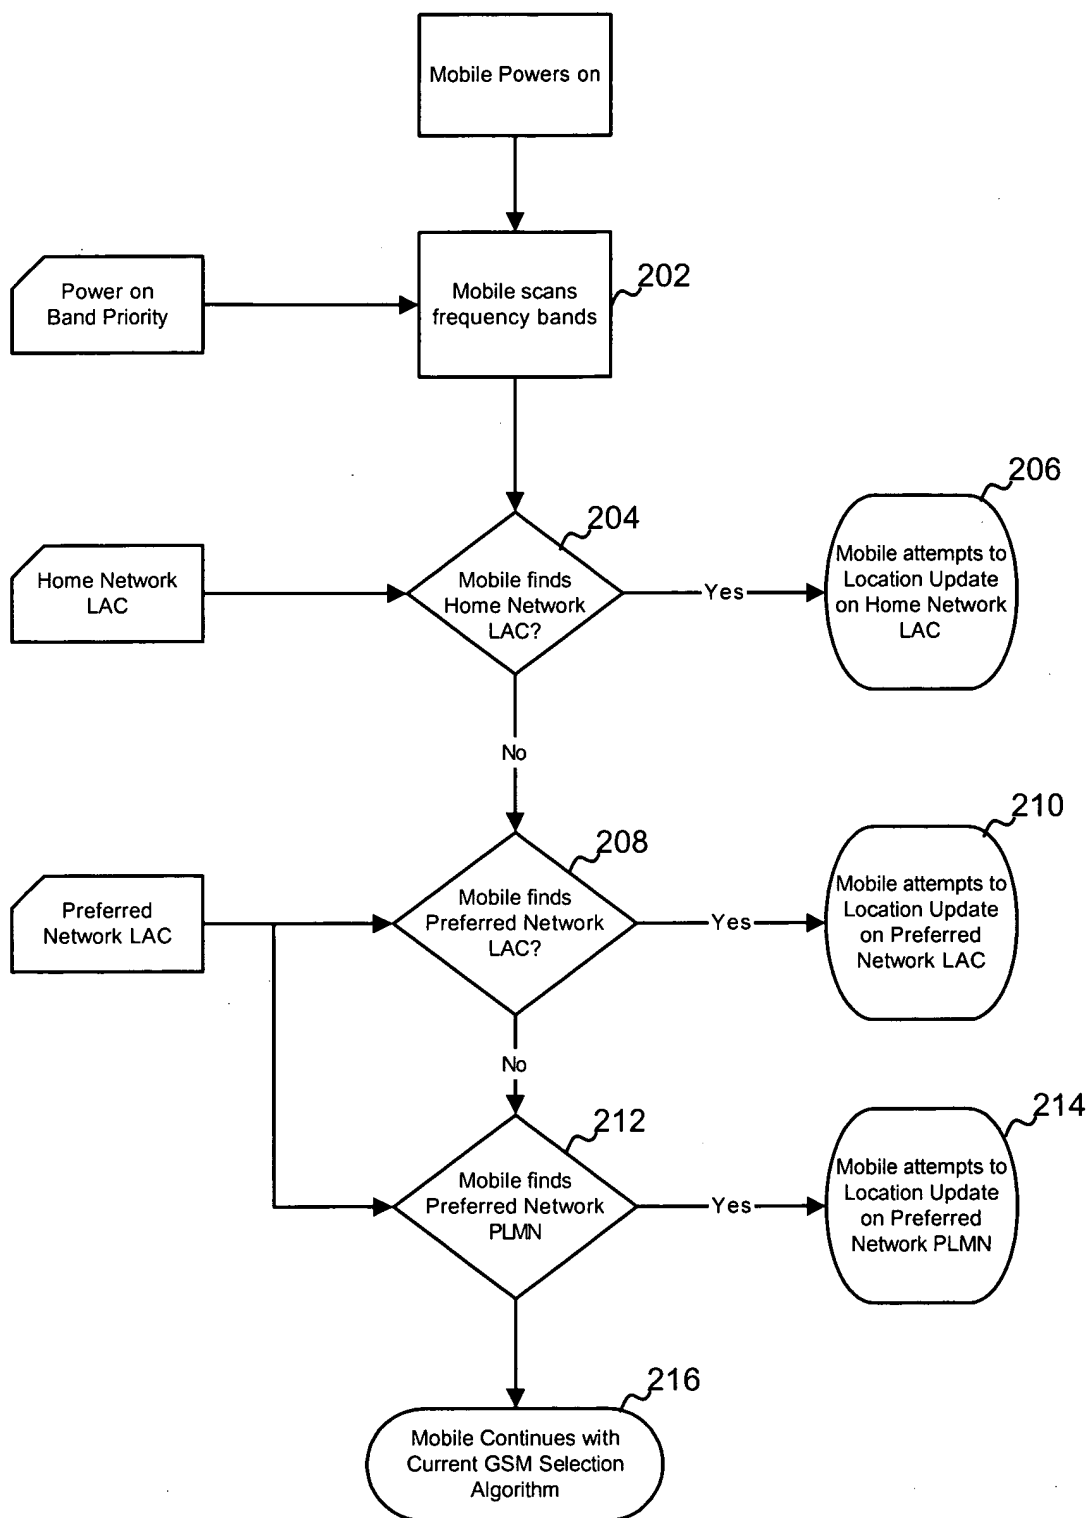 Mobile Powers on
Power on
Band Priority
Mobile scans
frequency bands
202
Home Network
LAC
204
Mobile finds
Home Network
LAC?
Yes
206
Mobile attempts to
Location Update
on Home Network
LAC
No
Preferred
Network LAC
208
Mobile finds
Preferred Network
LAC?
Yes
210
Mobile attempts to
Location Update
on Preferred
Network LAC
No
212
Mobile finds
Preferred Network
PLMN
Yes
214
Mobile attempts to
Location Update
on Preferred
Network PLMN
216
Mobile Continues with
Current GSM Selection
Algorithm